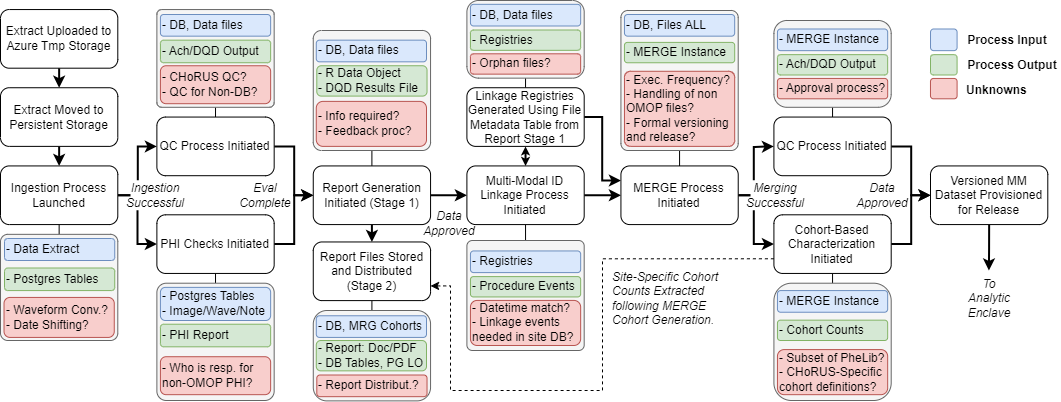 Extract Uploaded to
Azure Tmp Storage
Extract Moved to
Persistent Storage
Ingestion Process
Launched
- Data Extract
- Postgres Tables
- Waveform Conv.?
- Date Shifting?
Ingestion
Successful
- DB, Data files
- Ach/DQD Output
- CHoRUS QC?
- QC for Non-DB?
QC Process Initiated
PHI Checks Initiated
- Postgres Tables
- Image/Wave/Note
- PHI Report
- Who is resp. for
non-OMOP PHI?
Eval
Complete
- DB, Data files
- R Data Object
- DQD Results File
- Info required?
- Feedback proc?
Report Generation
Initiated (Stage 1)
Report Files Stored
and Distributed
(Stage 2)
- DB, MRG Cohorts
- Report: Doc/PDF
- DB Tables, PG LO
- Report Distribut.?
Data
Approved
- DB, Data files
- Registries
- Orphan files?
Linkage Registries
Generated Using File
Metadata Table from
Report Stage 1
Multi-Modal ID
Linkage Process
Initiated
- Registries
- Procedure Events
- Datetime match?
- Linkage events
needed in site DB?
- DB, Files ALL
- MERGE Instance
- Exec. Frequency?
- Handling of non
OMOP files?
- Formal versioning
and release?
MERGE Process
Initiated
Site-Specific Cohort
Counts Extracted
following MERGE
Cohort Generation.
Merging
Successful
- MERGE Instance
- Ach/DQD Output
- Approval process?
QC Process Initiated
Cohort-Based
Characterization
Initiated
- MERGE Instance
- Cohort Counts
- Subset of PheLib?
- CHoRUS-Specific
cohort definitions?
Data
Approved
Process Input
Process Output
Unknowns
Versioned MM
Dataset Provisioned
for Release
To
Analytic
Enclave